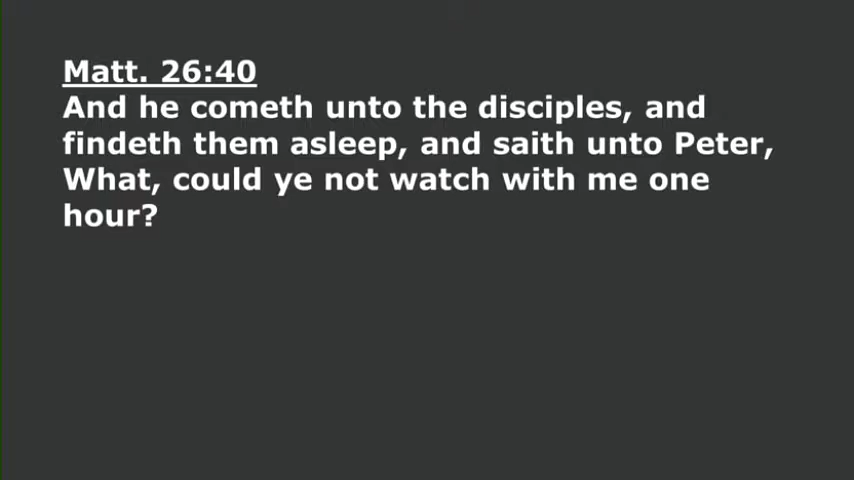 Matt. 26:40
And he cometh unto the disciples, and
findeth them asleep, and saith unto Peter,
What, could ye not watch with me one
hour?